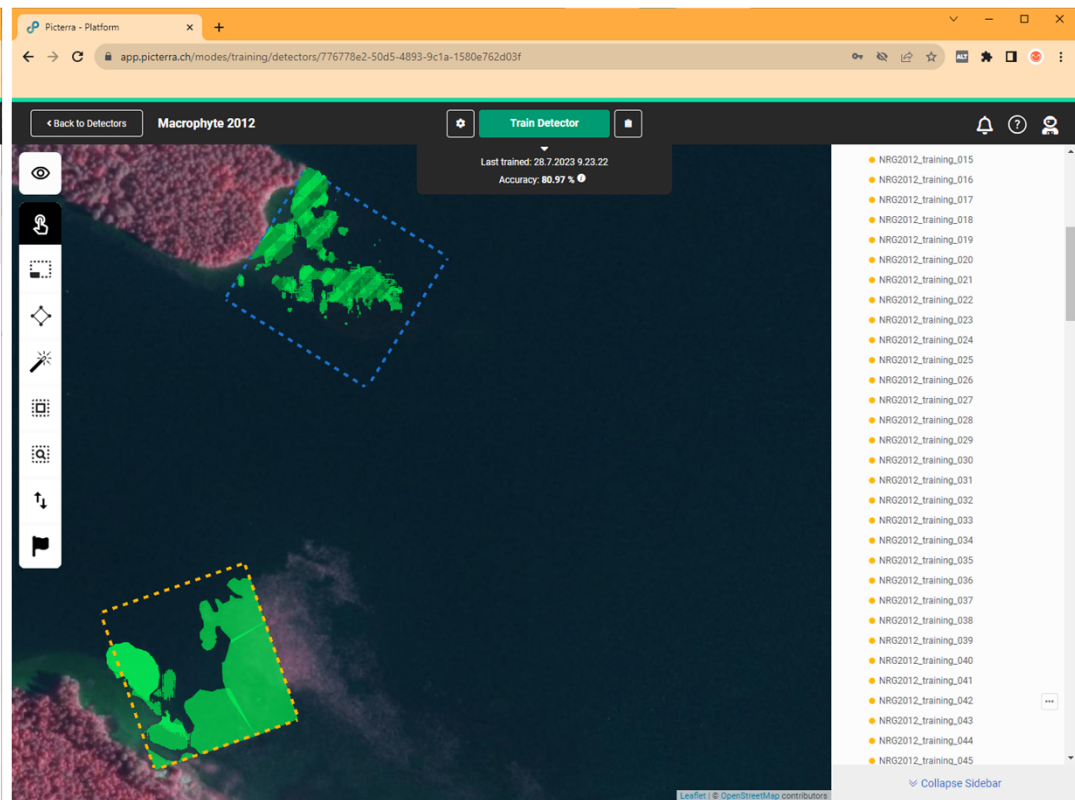 Picterra - Platform
app.picterra.ch/modes/training/detectors/776778e2-50d5-4893-9c1a-1580e762d03f
ALT
Back to Detectors
Macrophyte 2012
Train Detector
Last trained: 28.7.2023 9.23.22
Accuracy: 80.97 %
NRG2012_training_015
NRG2012_training_016
NRG2012_training_017
NRG2012_training_018
NRG2012_training_019
NRG2012_training_020
NRG2012_training_021
NRG2012_training_022
NRG2012_training_023
NRG2012_training_024
NRG2012_training_025
NRG2012_training_026
NRG2012_training_027
NRG2012_training_028
NRG2012_training_029
NRG2012_training_030
NRG2012_training_031
NRG2012_training_032
NRG2012_training_033
NRG2012_training_034
NRG2012_training_035
NRG2012_training_036
NRG2012_training_037
NRG2012_training_038
NRG2012_training_039
NRG2012_training_040
NRG2012_training_041
NRG2012_training_042
NRG2012_training_043
NRG2012_training_044
NRG2012_training_045
Collapse Sidebar
Leaflet | © OpenStreetMap contributors